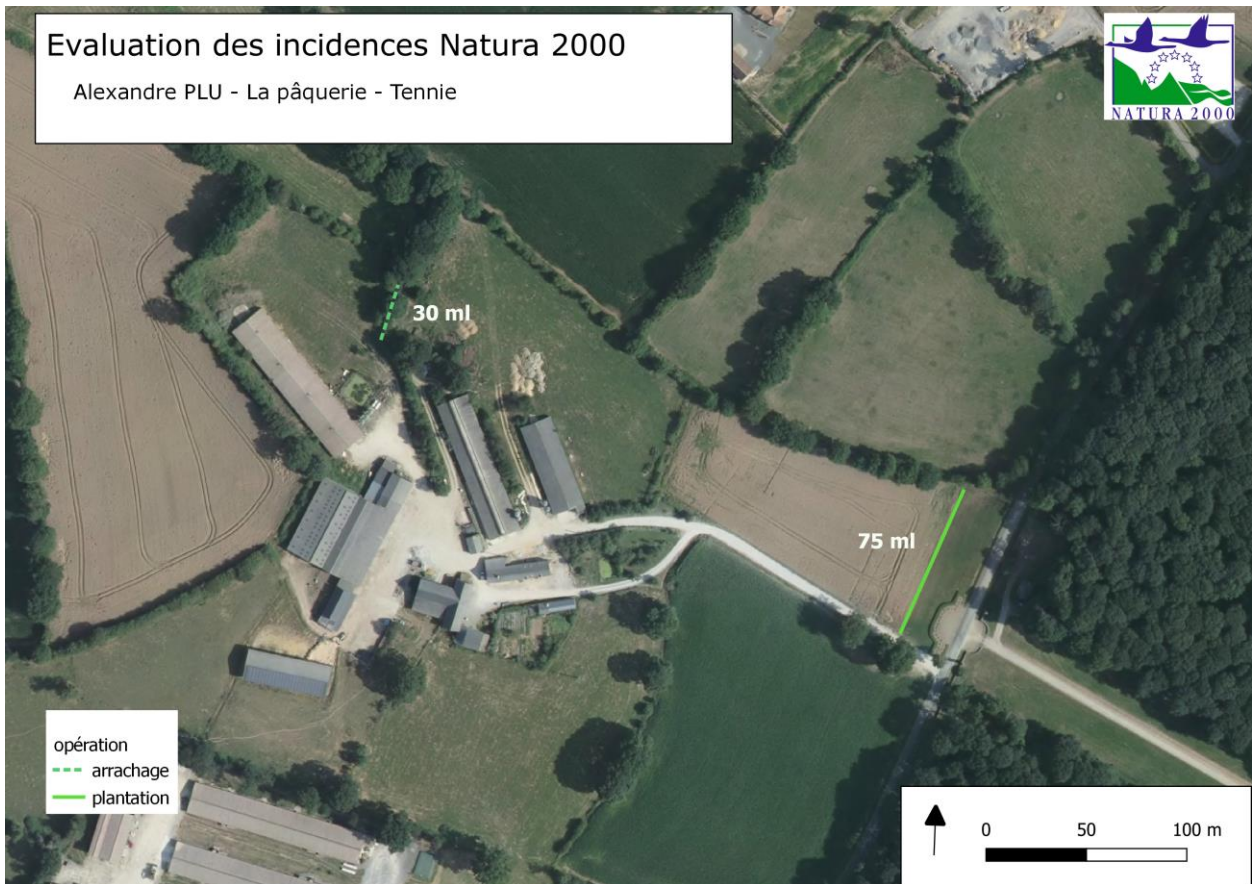 Evaluation des incidences Natura 2000
Alexandre PLU - La pâquerie - Tennie
NATURA 2000
30 ml
75 ml
opération
arrachage
plantation
0 50 100 m